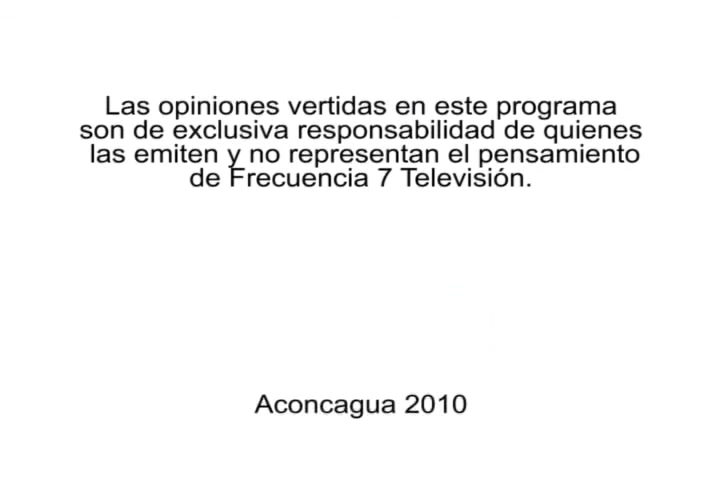 Las opiniones vertidas en este programa
son de exclusiva responsabilidad de quienes
las emiten y no representan el pensamiento
de Frecuencia 7 Televisión.
Aconcagua 2010